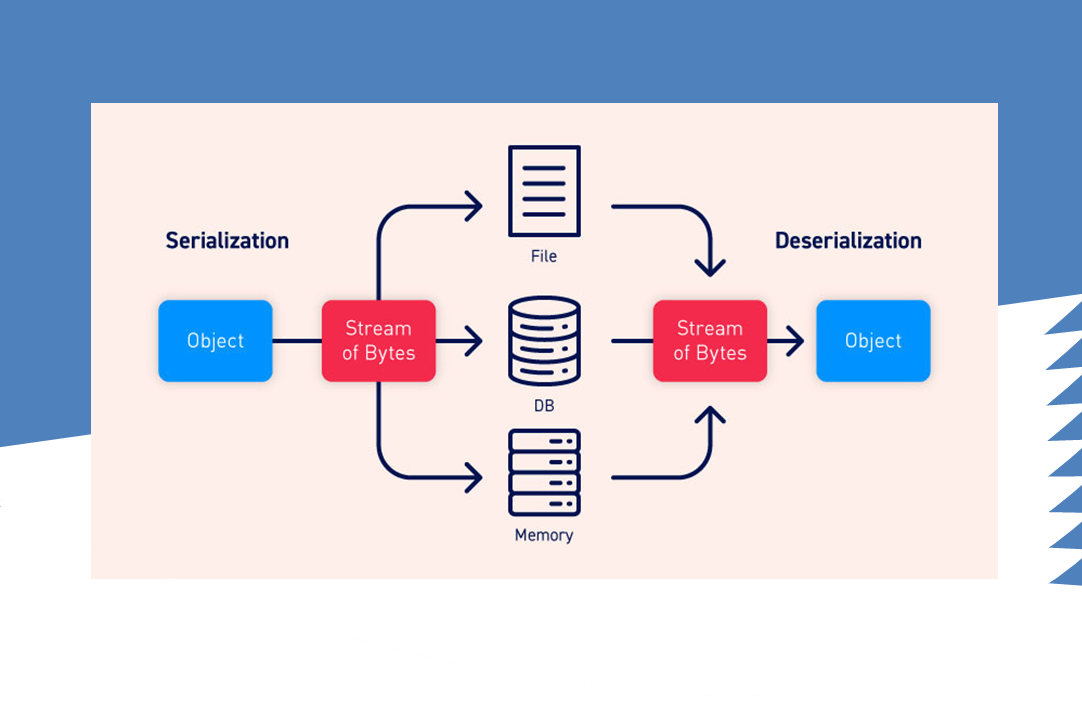 Serialization
Deserialization
File
Object
Stream
of Bytes
DB
Stream
of Bytes
Object
Memory